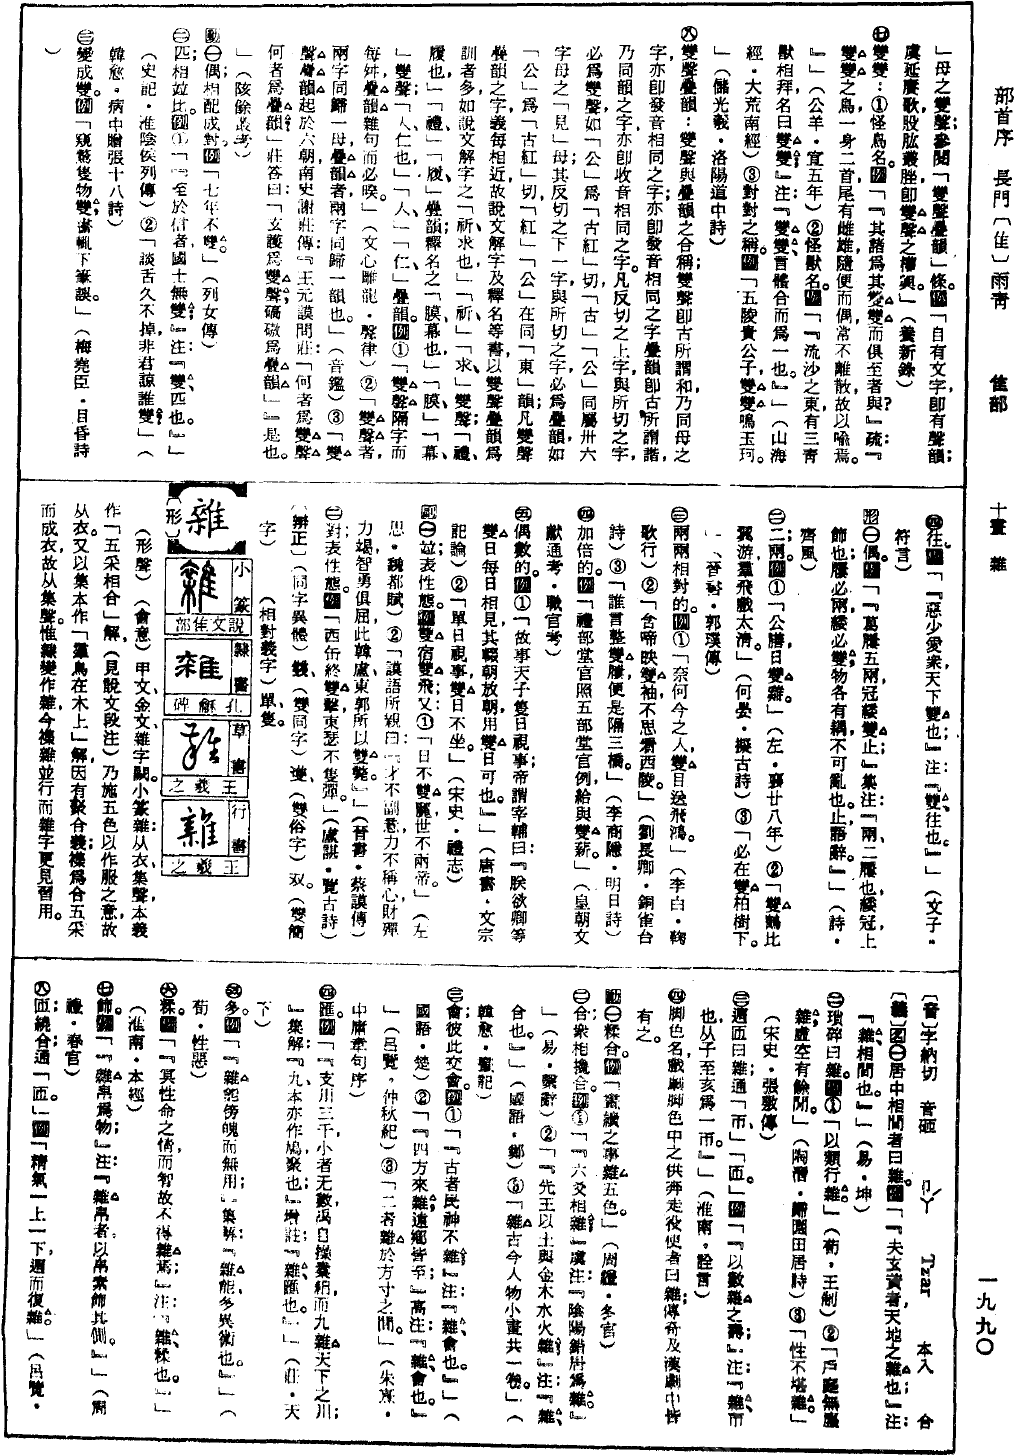 部首序 長門〔隹〕雨青 隹部 十畫 雜 一九九〇
」母之雙聲參閱「雙聲疊韻」條。例「自有文字即有聲韻
虞廷賡歌股肱叢脞即雙聲之權輿」(養新錄)
㊆雙雙:①怪鳥名。例「『其諸為其雙雙而俱至者與』疏『
雙雙之鳥一身二首尾有雌雄隨便而偶常不離散故以喻焉。
』」(公羊・宣五年)②怪獸名。例「『流沙之東有三青
獸相拜名曰雙雙』注『雙雙言體合而為一也。』」(山海
經・大荒南經)③對對之稱。例「五陵貴公子雙雙鳴玉珂。
」(儲光羲・洛陽道中詩)
㊇雙聲疊韻:雙聲與疊韻之合稱;雙聲即古所謂和乃同母之
字亦即發音相同之字亦即發音相同之字疊韻即古所謂諧
乃同韻之字亦即收音相同之字。凡反切之上字與所切之字
必為雙聲如「公」為「古紅」切「古」「公」同屬卅六
字母之「見」母其反切之下一字與所切之字必為疊韻,如
「公」為「古紅」切「紅」「公」在同「東」韻;凡雙聲
疊韻之字義每相近故說文解字及釋名等書以雙聲疊韻為
訓者多如說文解字之「祈求也」「祈」「求」雙聲「禮、
履也」「禮」「履」疊韻;釋名之「膜幕也」「膜」「幕
」雙聲「人仁也」「人」「仁」疊韻。例①「雙聲隔字而
每舛疊韻雜句而必暌」(文心雕龍・聲律)②「雙聲者,
兩字同歸一母疊韻者兩字同歸一韻也」(音鑑)③「雙
聲疊韻起於六朝南史謝莊傳『王元謨問莊:「何者為雙聲
何者為疊韻」莊答曰:「玄護為雙聲磝碻為疊韻」』是也。
」(陔餘叢考)
動㊀偶;相配成對。例「七年不雙」(列女傳)
㊁匹;相竝比。例①「『至於信者國士無雙』注『雙匹也。』」
(史記・淮陰侯列傳)②「談舌久不掉非君諒誰雙」(
韓愈・病中贈張十八詩)
㊂變成雙。例「窺驚隻物雙書輒下筆誤」(梅堯臣・目昏詩
)
㊃往。例「『惡少愛眾天下雙也』注『雙往也。』」(文子・
符言)
形㊀偶。例「『葛屨五兩冠緌雙止』集注『兩二屨也緌冠上
飾也屨必兩緌必雙物各有耦不可亂也。止語辭。』」(詩・
齊風)
㊁二;兩。例①「公膳日雙雞」(左・襄廿八年)②「雙鶴比
翼游羣飛戲太清。」(何晏・擬古詩)③「必在雙柏樹下。
」(晉書・郭璞傳)
㊂兩兩相對的。例①「奈何今之人雙目送飛鴻。」(李白・鞠
歌行)②「含啼映雙袖不思看西陵」(劉長卿・銅雀台
詩)③「誰言整雙履便是隔三橋」(李商隱・明日詩)
㊃加倍的。例「禮部堂官照五部堂官例給與雙薪。」(皇朝文
獻通考・職官考)
㊄偶數的。例①「故事天子隻日視事帝謂宰輔曰『朕欲卿等
雙日每日相見其輟朝放朝用雙日可也。』」(唐書・文宗
記論)②「單日視事雙日不坐。」(宋史・禮志)
副㊀竝;表性態。例「雙宿雙飛」又①「日不雙麗世不兩帝。」(左
思・魏都賦)②「謨語所親曰:『才不副意力不稱心財殫
力竭智勇俱屈此韓盧東郭所以雙斃』」(晉書・蔡謨傳)
㊁對;表性態。例「西缶終雙擊東瑟不隻彈。」(盧諶・覽古詩)
〔辨正〕(同字異體)(雙同字)(雙俗字)双。(雙簡
字) (相對義字)單、隻。
雜
〔形〕
小篆 說文隹部
隸書 孔龢碑
草書 王羲之
行書 王羲之
(形聲)(會意)甲文、金文雜字闕。小篆雜从衣集聲本義
作「五采相合」解(見說文段注)乃施五色以作服之意故
从衣。又以集本作「羣鳥在木上」解因有聚合義褋為合五采
而成衣故从集聲。惟隸變作雜今襍雜並行而雜字更見習用。
〔音〕字納切 音砸 ㄗㄚˊ Tzar 本入 合
〔義〕名㊀居中相間者曰雜。例「『夫玄黃者天地之雜也』注;
『雜相間也』」(易・坤)
㊁瑣碎曰雜。例①「以類行雜。」(荀・王制)②「戶庭無塵
雜虛空有餘閒。」(陶潛・歸園田居詩)③「性不堪雜。」
(宋史・張敷傳)
㊂週匝曰雜通「帀」「匝」。例「『以數雜之壽』;注:『雜帀
也从子至亥為一帀。』」(淮南・詮言)
㊃脚色名戲劇脚色中之供奔走役使者曰雜;傳奇及漢劇中皆
有之。
動㊀糅合。例「畫繢之事雜五色。」(周禮・冬官)
㊁合;眾相攙合。例①「『六爻相雜』虞注『陰陽錯居為雜』
」(易・繫辭)②「『先王以土與金木水火雜』注『雜、
合也。』」(國語・鄭)③「雜古今人物小畫共一卷。」(
韓愈・畫記)
㊂會;彼此交會。例①「『古者民神不雜』注『雜會也。』」(
國語・楚)②「『四方來雜遠鄉皆至』高注:『雜會也。』
」(呂覽・仲秋紀)③「二者雜於方寸之間。」(朱熹・
中庸章句序)
㊃匯。例「『支川三千小者无數禹自操橐耜而九雜天下之川
』集解『九本亦作鳩聚也』增註『雜匯也。』」(莊・天
下)
㊄多。例「『雜能傍魄而無用』集解:『雜能多異術也。』」(
荀・性惡)
㊅糅。例「『冥性命之情而智故不得雜焉』注:『雜糅也。』」
(淮南・本經)
㊆飾。例「『雜帛為物』注『雜帛者以帛素飾其側。』」(周
禮・春官)
㊇匝;繞合通「匝」。例「精氣一上一下圜而復雜」(呂覽・